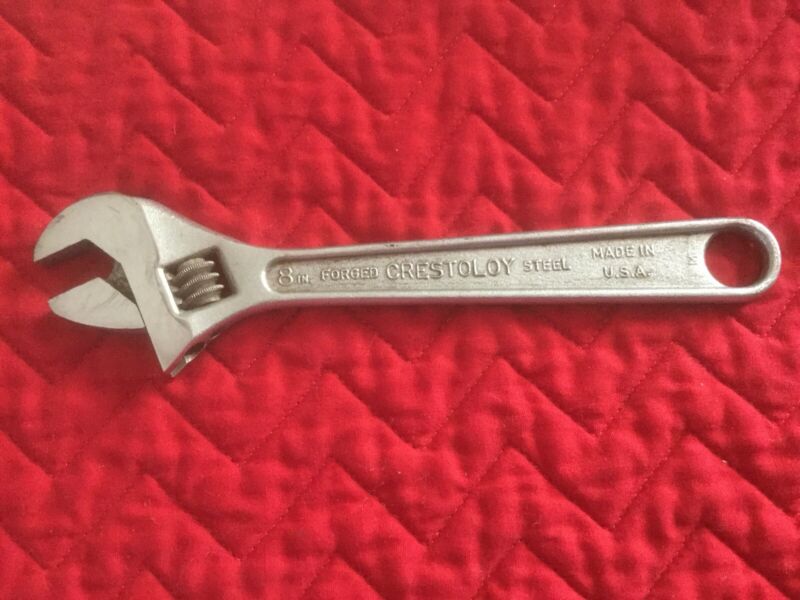 8 IN. FORGED CRESTOLOY STEEL
MADE IN
U.S.A.
M